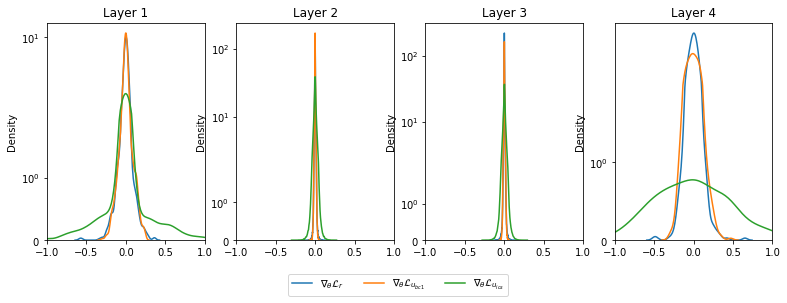 Layer 1 Layer 2 Layer 3 Layer 4
Density Density Density Density
10¹ 10² 10² 10⁰
10⁰ 10¹ 10¹ 0
0 10⁰ 10⁰
0 0
−1.0 −0.5 0.0 0.5 1.0 −1.0 −0.5 0.0 0.5 1.0 −1.0 −0.5 0.0 0.5 1.0 −1.0 −0.5 0.0 0.5 1.0
∇θℒr ∇θℒu_bc1 ∇θℒu_ics